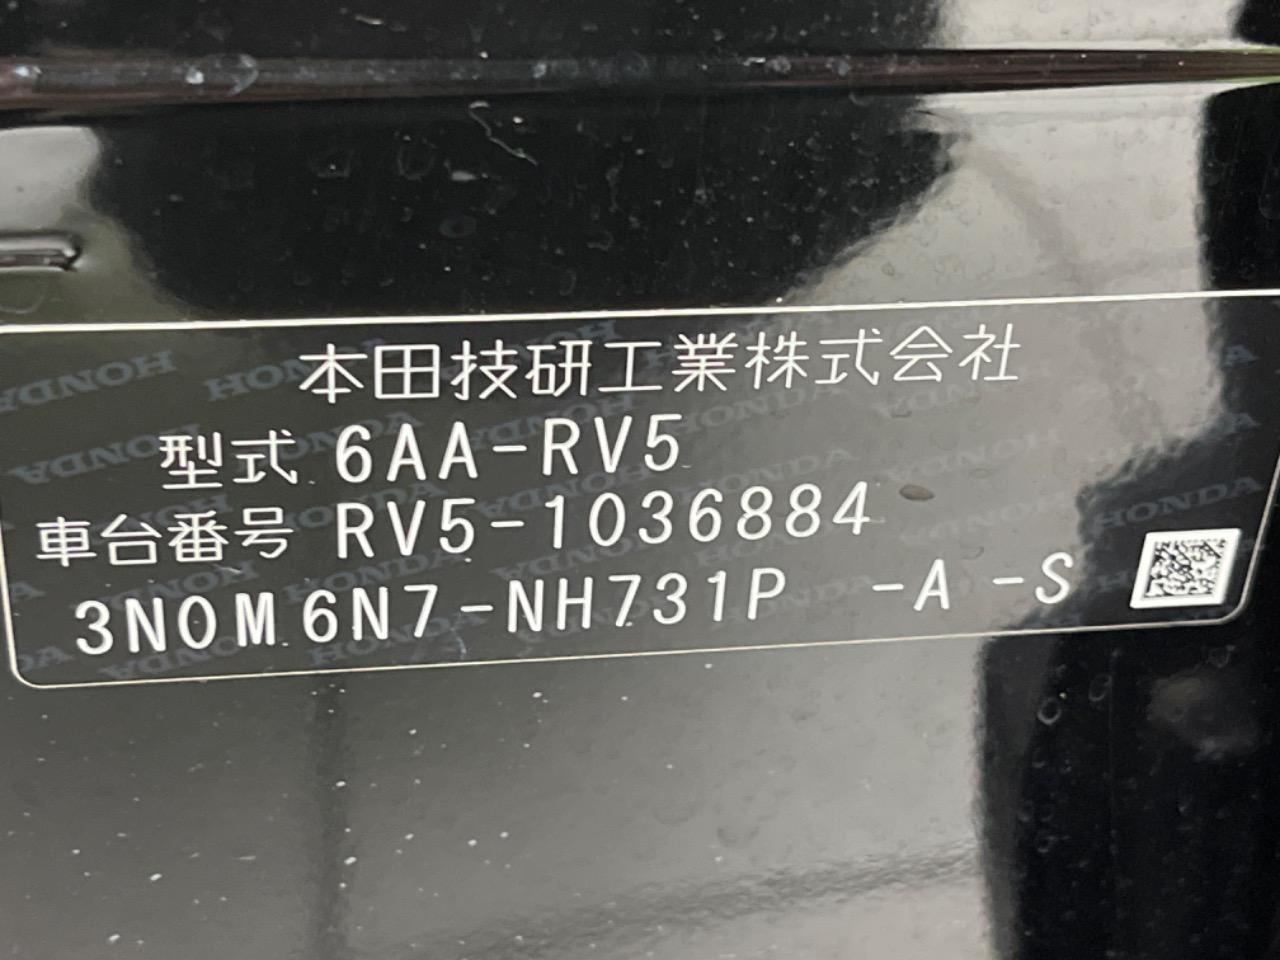 本田技研工業株式会社
型式 6AA-RV5
車台番号 RV5-1036884
3N0M6N7-NH731P -A -S